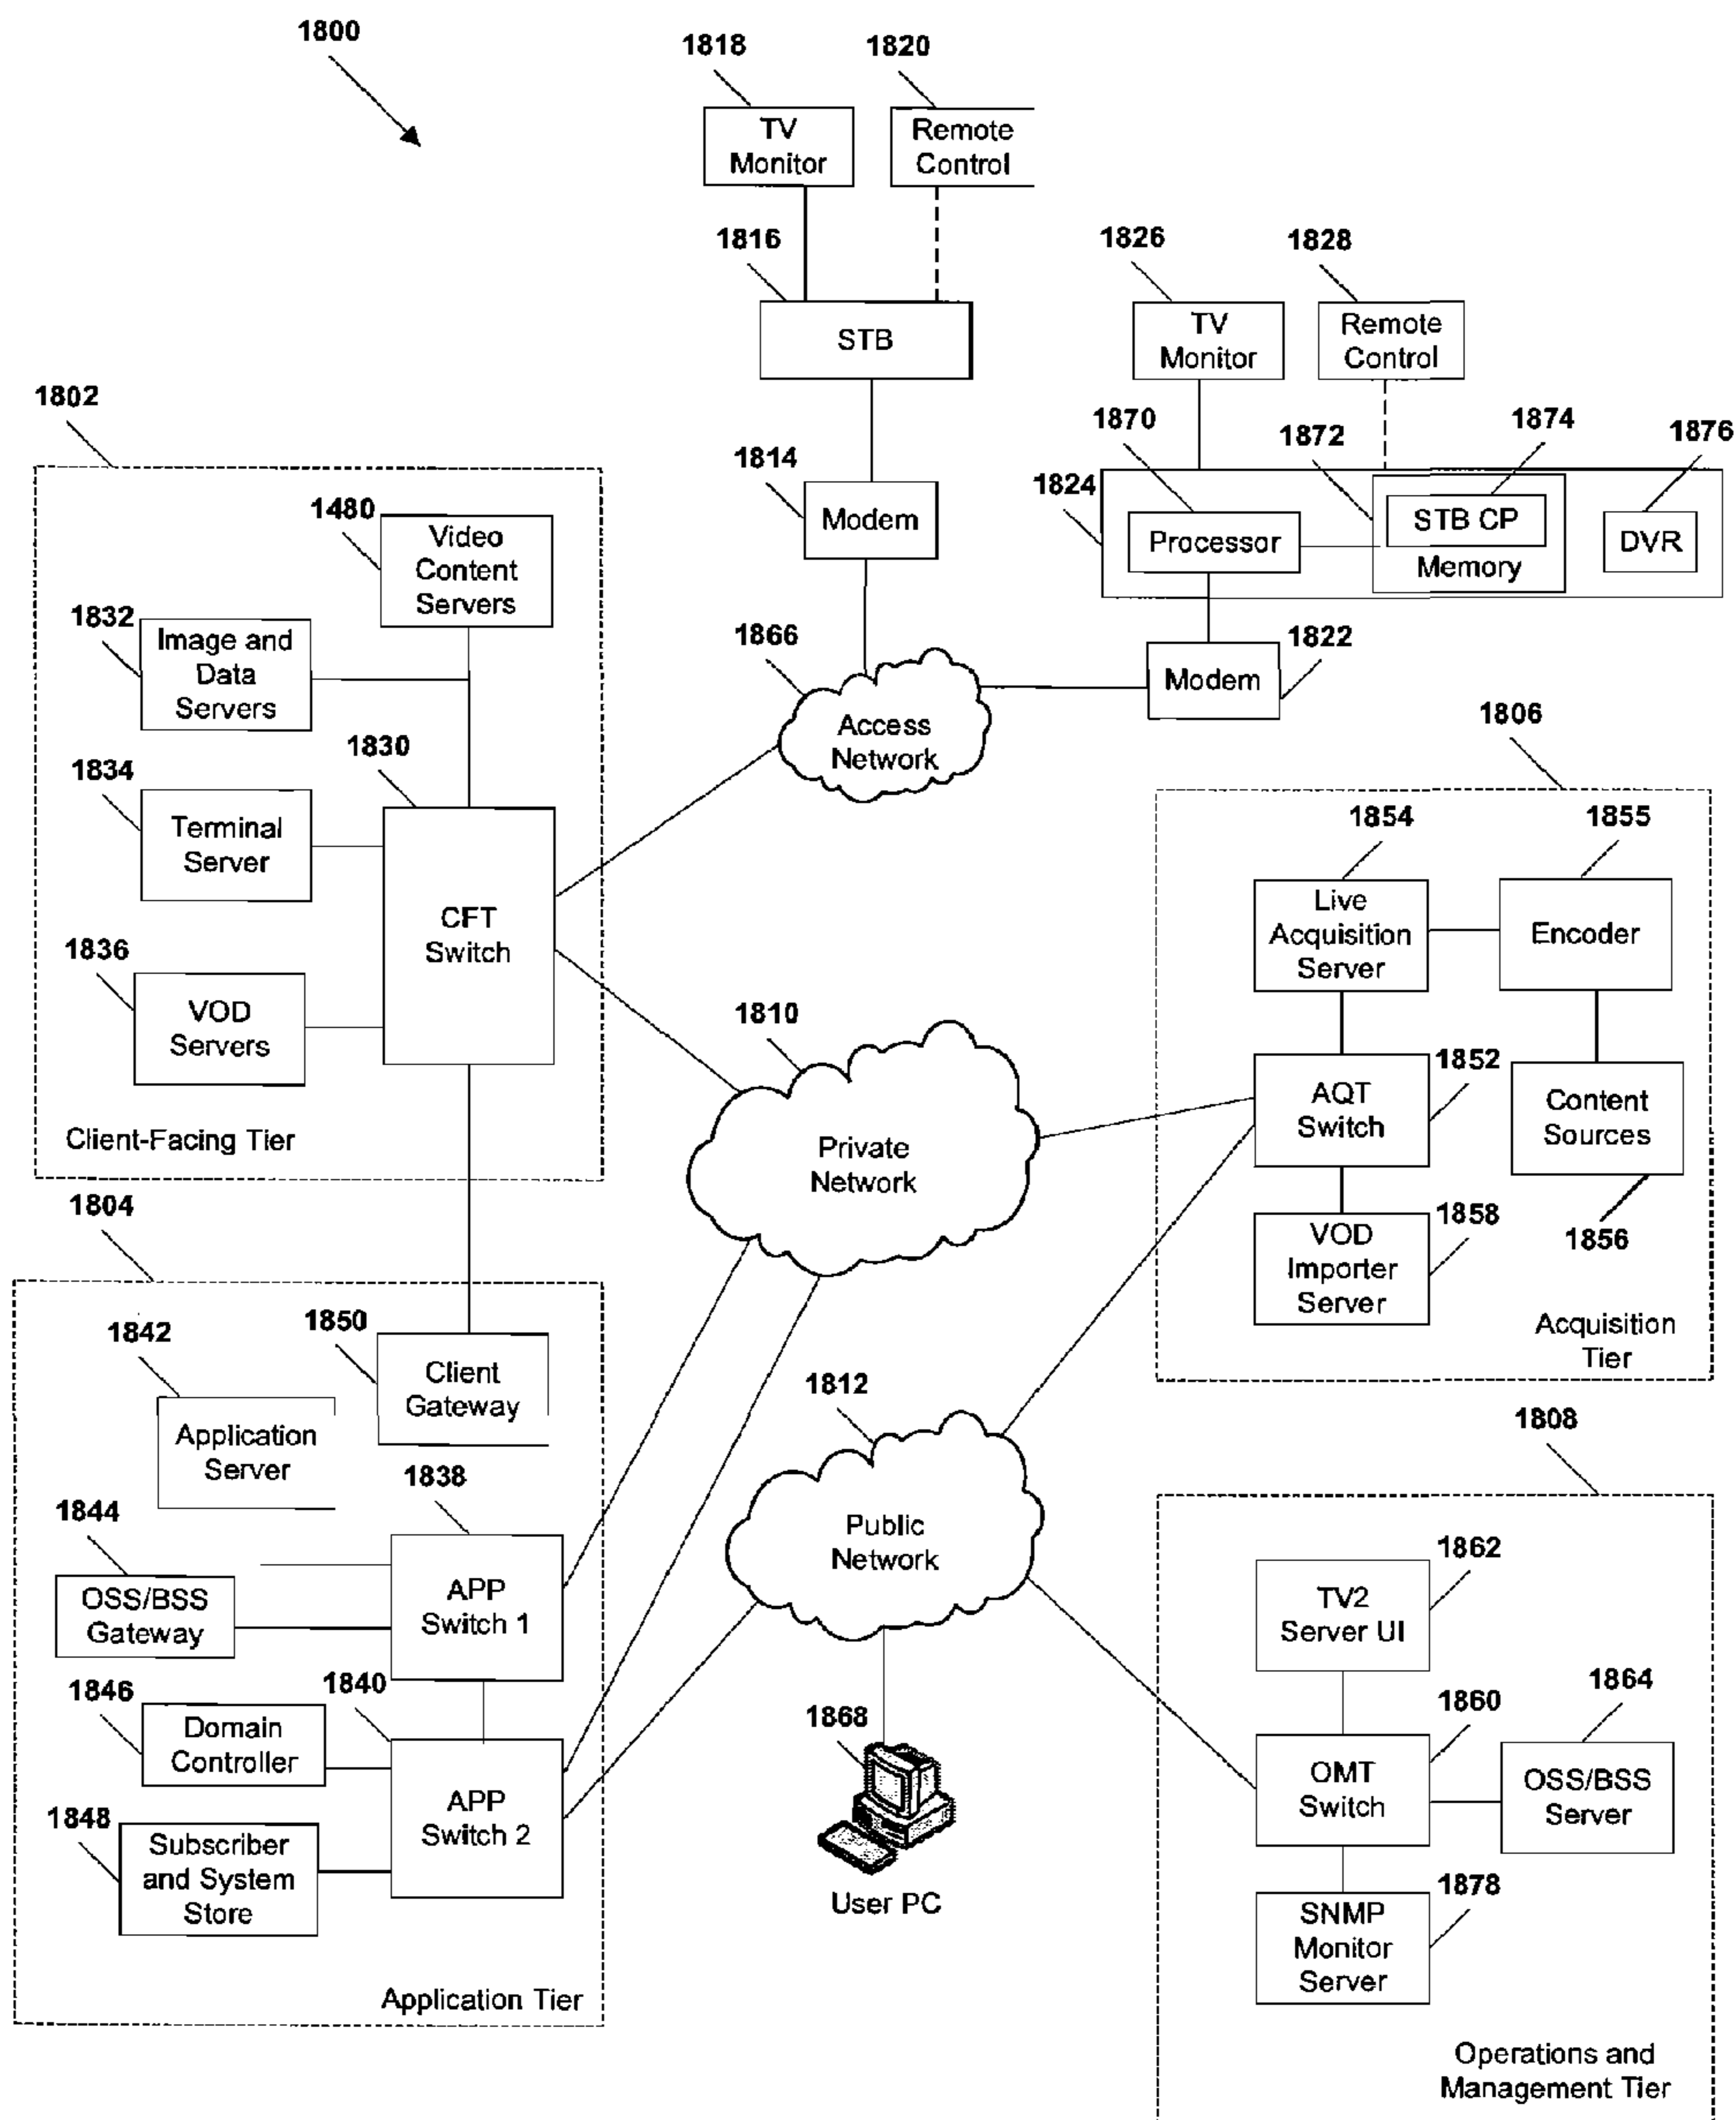 1800
1818
1820
TV
Monitor
Remote
Control
1816
STB
1826
1828
TV
Monitor
Remote
Control
1802
1814
Modem
1870
1872
1874
1876
1824
Processor
STB CP
Memory
DVR
1480
Video
Content
Servers
1832
Image and
Data
Servers
1866
Access
Network
Modem
1822
1830
1834
Terminal
Server
CFT
Switch
1836
VOD
Servers
Client-Facing Tier
1806
1854
1855
Live
Acquisition
Server
Encoder
1810
Private
Network
1852
AQT
Switch
Content
Sources
1856
1858
VOD
Importer
Server
Acquisition
Tier
1804
1842
1850
Client
Gateway
Application
Server
1838
1844
OSS/BSS
Gateway
APP
Switch 1
1846
1840
Domain
Controller
APP
Switch 2
1848
Subscriber
and System
Store
Application Tier
1812
Public
Network
1868
User PC
1808
1862
TV2
Server UI
1860
1864
OMT
Switch
OSS/BSS
Server
1878
SNMP
Monitor
Server
Operations and
Management Tier